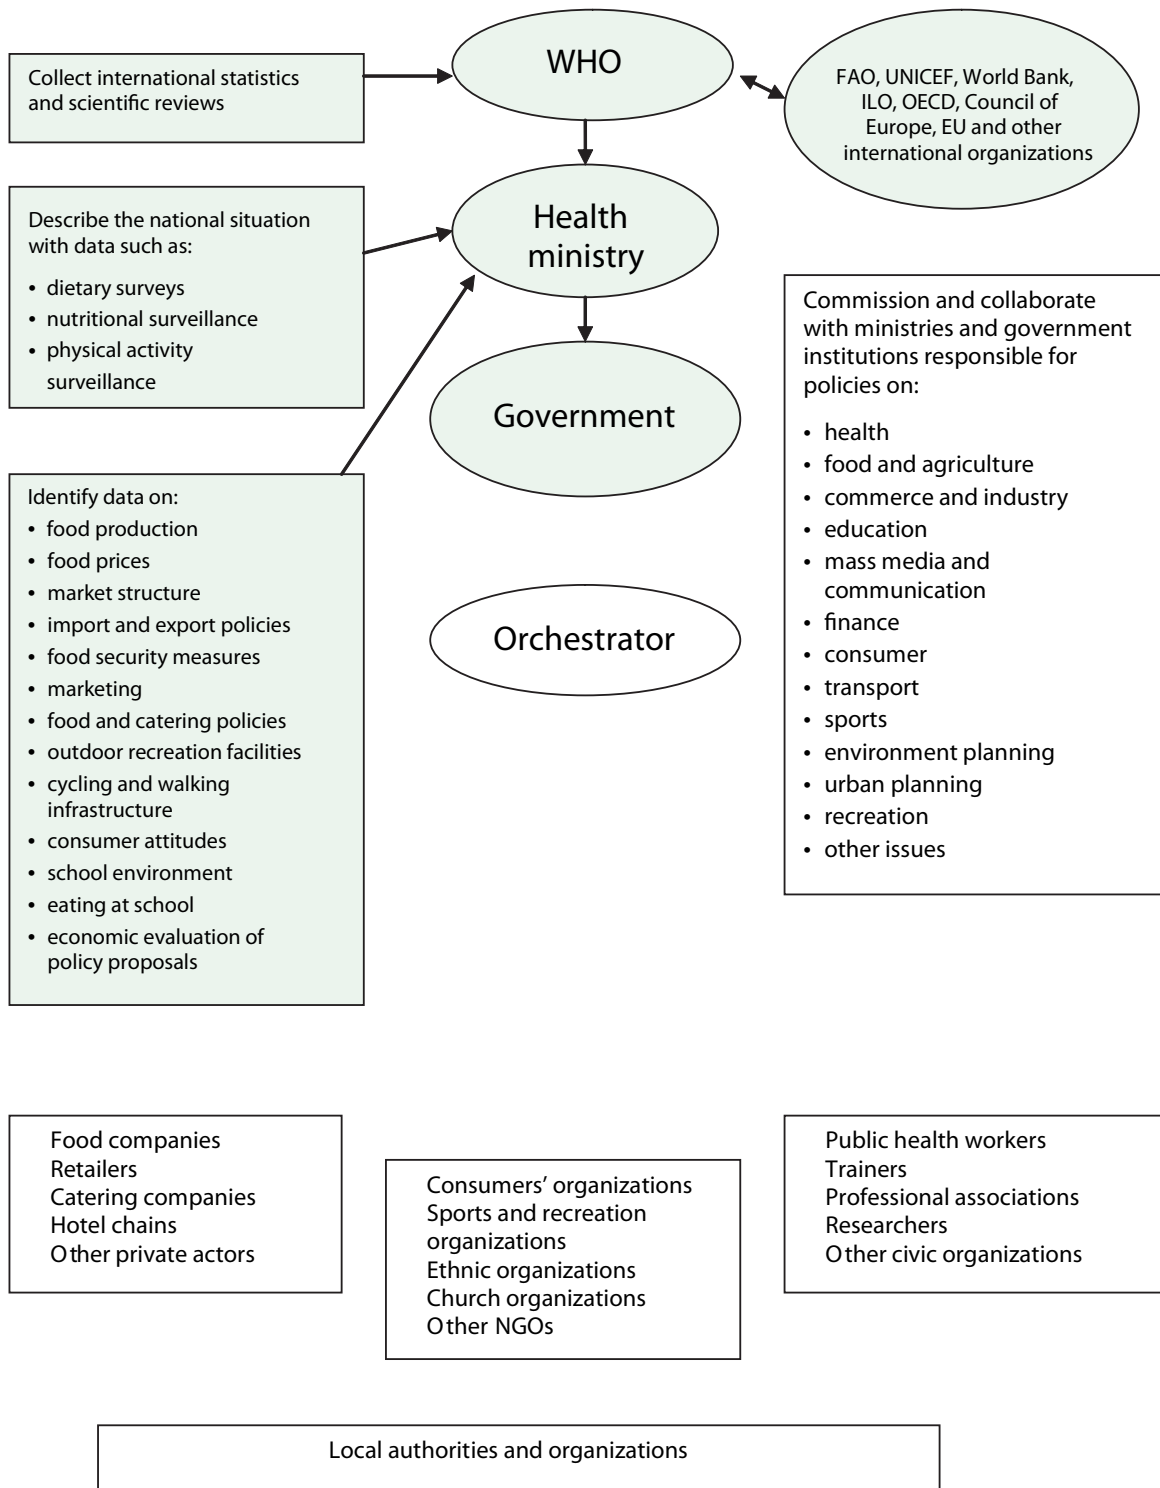 Collect international statistics
and scientific reviews
WHO
FAO, UNICEF, World Bank,
ILO, OECD, Council of
Europe, EU and other
international organizations
Describe the national situation
with data such as:
• dietary surveys
• nutritional surveillance
• physical activity
surveillance
Health
ministry
Government
Commission and collaborate
with ministries and government
institutions responsible for
policies on:
• health
• food and agriculture
• commerce and industry
• education
• mass media and
communication
• finance
• consumer
• transport
• sports
• environment planning
• urban planning
• recreation
• other issues
Identify data on:
• food production
• food prices
• market structure
• import and export policies
• food security measures
• marketing
• food and catering policies
• outdoor recreation facilities
• cycling and walking
infrastructure
• consumer attitudes
• school environment
• eating at school
• economic evaluation of
policy proposals
Orchestrator
Food companies
Retailers
Catering companies
Hotel chains
Other private actors
Consumers’ organizations
Sports and recreation
organizations
Ethnic organizations
Church organizations
Other NGOs
Public health workers
Trainers
Professional associations
Researchers
Other civic organizations
Local authorities and organizations